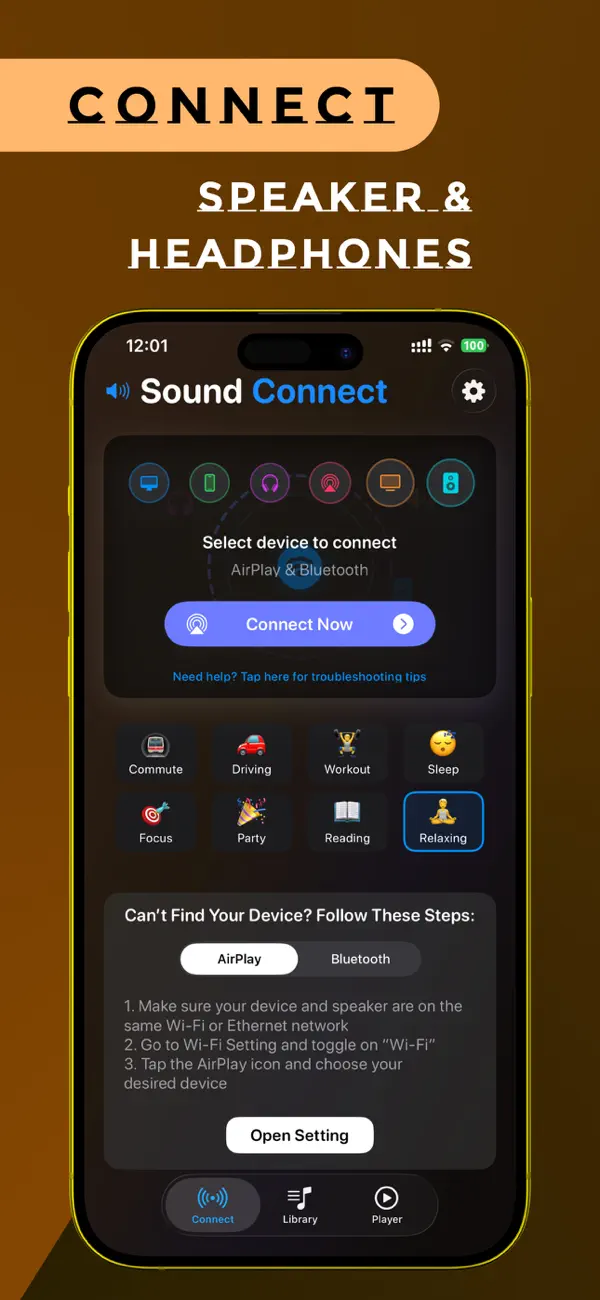 CONNECT
SPEAKER &
HEADPHONES
12:01
100
Sound Connect
Select device to connect
AirPlay & Bluetooth
Connect Now
Need help? Tap here for troubleshooting tips
Commute Driving Workout Sleep
Focus Party Reading Relaxing
Can't Find Your Device? Follow These Steps:
AirPlay Bluetooth
1. Make sure your device and speaker are on the
same Wi-Fi or Ethernet network
2. Go to Wi-Fi Setting and toggle on “Wi-Fi”
3. Tap the AirPlay icon and choose your
desired device
Open Setting
Connect Library Player